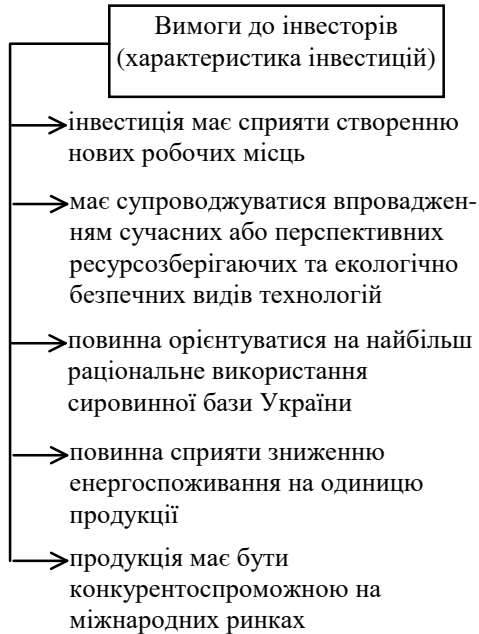 Вимоги до інвесторів
(характеристика інвестицій)
інвестиція має сприяти створенню
нових робочих місць
має супроводжуватися впроваджен-
ням сучасних або перспективних
ресурсозберігаючих та екологічно
безпечних видів технологій
повинна орієнтуватися на найбільш
раціональне використання
сировинної бази України
повинна сприяти зниженню
енергоспоживання на одиницю
продукції
продукція має бути
конкурентоспроможною на
міжнародних ринках